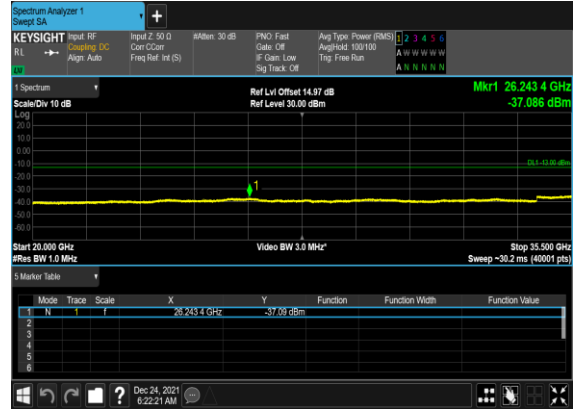 Spectrum Analyzer 1
Swept SA
KEYSIGHT Input: RF Input Z: 50 Ω #Atten: 30 dB PNO: Fast Avg Type: Power (RMS) 1 2 3 4 5 6
RL Coupling: DC Corr CCorr Gate: Off Avg|Hold: 100/100 A W W W W W
Align: Auto Freq Ref: Int (S) IF Gain: Low Trig: Free Run
LNI Sig Track: Off A N N N N N
1 Spectrum Ref Lvl Offset 14.97 dB Mkr1 26.243 4 GHz
Scale/Div 10 dB Ref Level 30.00 dBm -37.086 dBm
Log
20.0
10.0
0.00
-10.0 DL1 -13.00 dBm
-20.0
-30.0 1
-40.0
-50.0
-60.0
Start 20.000 GHz Video BW 3.0 MHz* Stop 35.500 GHz
#Res BW 1.0 MHz Sweep ~30.2 ms (40001 pts)
5 Marker Table
Mode Trace Scale X Y Function Function Width Function Value
1 N 1 f 26.243 4 GHz -37.09 dBm
2
3
4
5
6
? Dec 24, 2021
6:22:21 AM